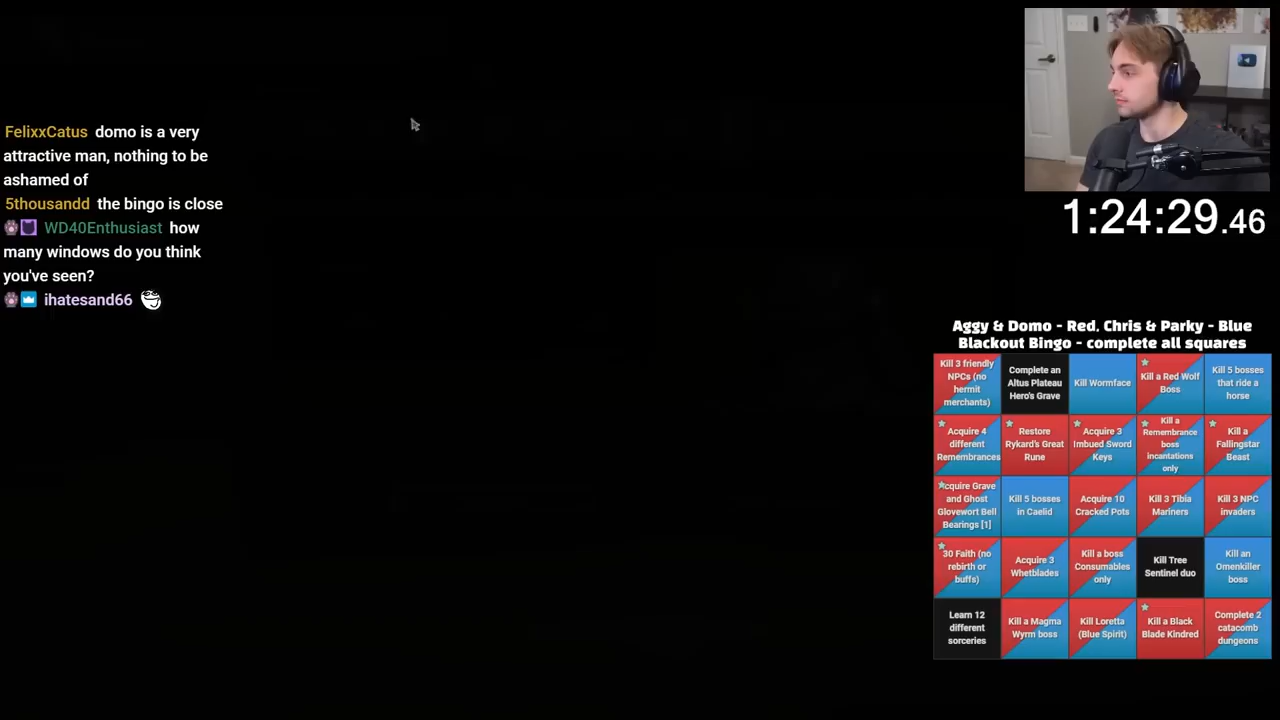 FelixxCatus domo is a very
attractive man, nothing to be
ashamed of
5thousandd the bingo is close
WD40Enthusiast how
many windows do you think
you've seen?
ihatesand66
1:24:29.46
Aggy & Domo - Red, Chris & Parky - Blue
Blackout Bingo - complete all squares
Kill 3 friendly
NPCs (no
hermit
merchants)
Complete an
Altus Plateau
Hero's Grave
Kill Wormface
Kill a Red Wolf
Boss
Kill 5 bosses
that ride a
horse
Acquire 4
different
Remembrances
Restore
Rykard's Great
Rune
Acquire 3
Imbued Sword
Keys
Kill a
Remembrance
boss
incantations
only
Kill a
Fallingstar
Beast
Acquire Grave
and Ghost
Glovewort Bell
Bearings [1]
Kill 5 bosses
in Caelid
Acquire 10
Cracked Pots
Kill 3 Tibia
Mariners
Kill 3 NPC
invaders
30 Faith (no
rebirth or
buffs)
Acquire 3
Whetblades
Kill a boss
Consumables
only
Kill Tree
Sentinel duo
Kill an
Omenkiller
boss
Learn 12
different
sorceries
Kill a Magma
Wyrm boss
Kill Loretta
(Blue Spirit)
Kill a Black
Blade Kindred
Complete 2
catacomb
dungeons